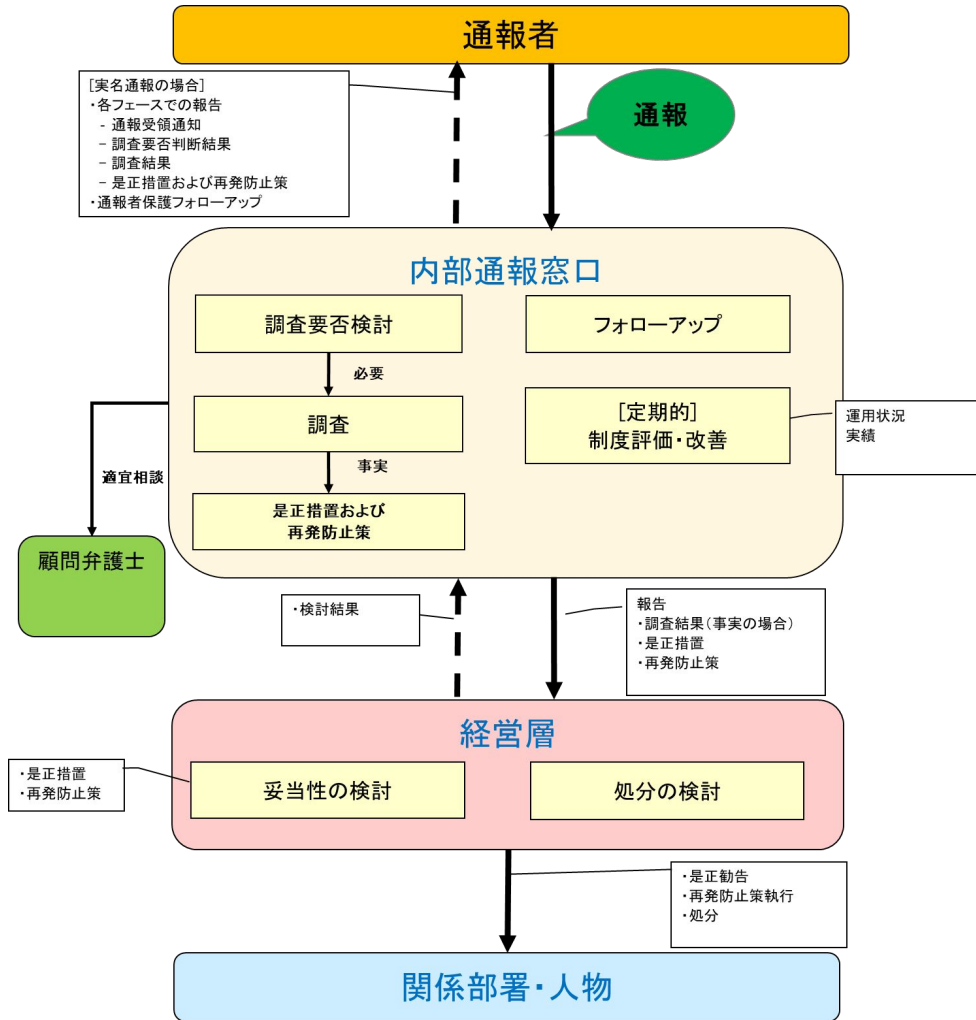 通報者
[実名通報の場合]
・各フェースでの報告
- 通報受領通知
- 調査要否判断結果
- 調査結果
- 是正措置および再発防止策
・通報者保護フォローアップ
通報
内部通報窓口
調査要否検討
必要
調査
事実
是正措置および
再発防止策
フォローアップ
[定期的]
制度評価・改善
運用状況
実績
適宜相談
顧問弁護士
・検討結果
報告
・調査結果(事実の場合)
・是正措置
・再発防止策
経営層
・是正措置
・再発防止策
妥当性の検討
処分の検討
・是正勧告
・再発防止策執行
・処分
関係部署・人物